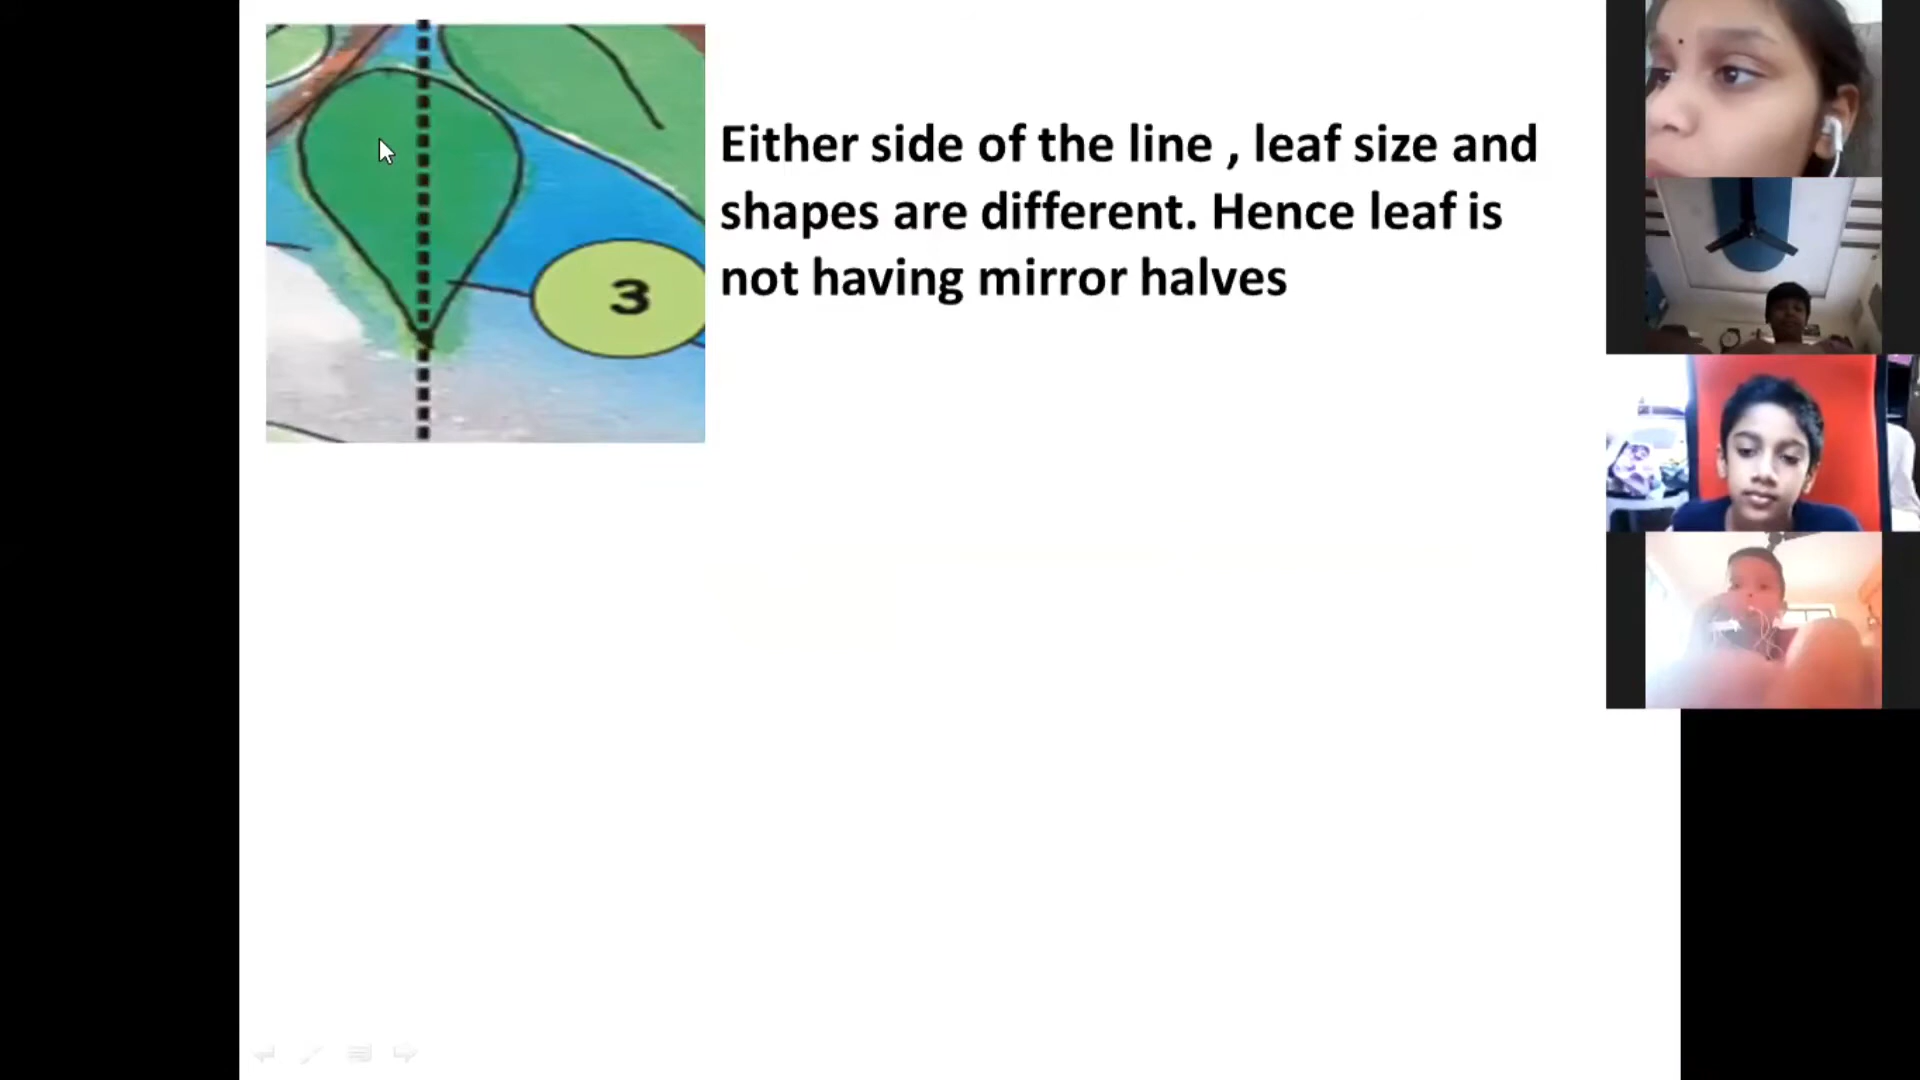 Either side of the line , leaf size and
shapes are different. Hence leaf is
not having mirror halves
3